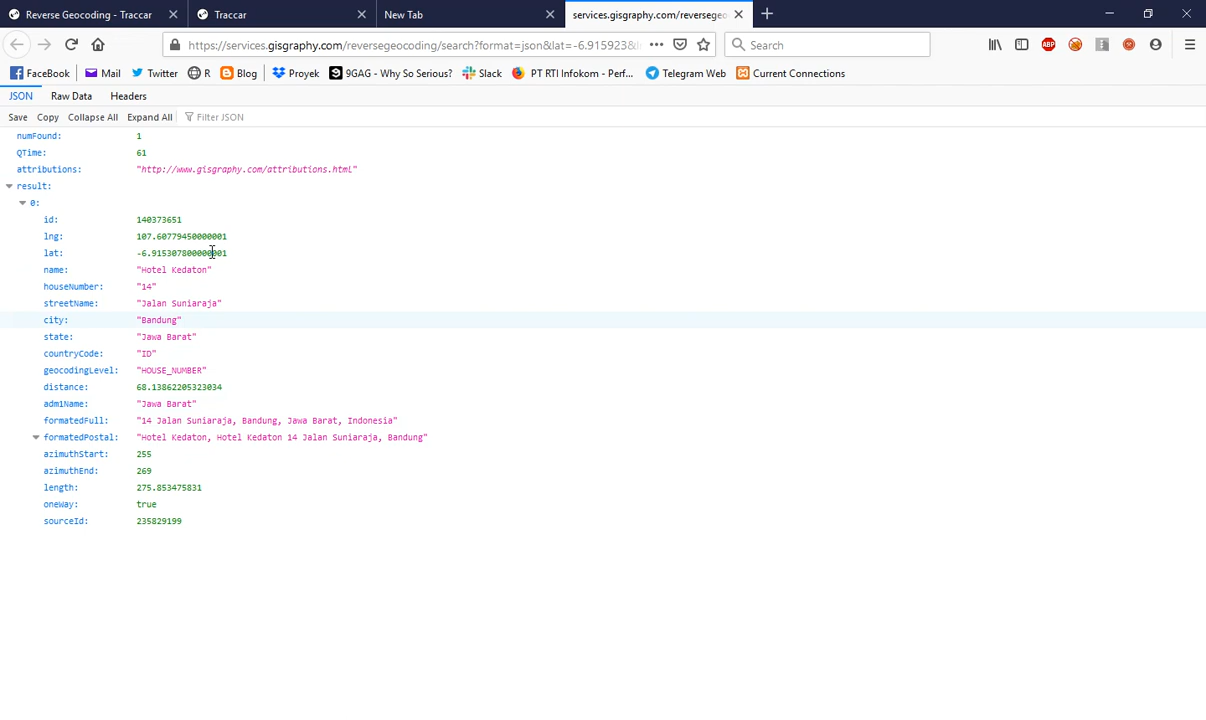 Reverse Geocoding - Traccar
Traccar
New Tab
services.gisgraphy.com/reversegeo
https://services.gisgraphy.com/reversegeocoding/search?format=json&lat=-6.915923&l
Search
ABP
FaceBook
Mail
Twitter
R
Blog
Proyek
9GAG - Why So Serious?
Slack
PT RTI Infokom - Perf...
Telegram Web
Current Connections
JSON
Raw Data
Headers
Save
Copy
Collapse All
Expand All
Filter JSON
numFound: 1
QTime: 61
attributions: "http://www.gisgraphy.com/attributions.html"
result:
0:
id: 140373651
lng: 107.60779450000001
lat: -6.915307800000001
name: "Hotel Kedaton"
houseNumber: "14"
streetName: "Jalan Suniaraja"
city: "Bandung"
state: "Jawa Barat"
countryCode: "ID"
geocodingLevel: "HOUSE_NUMBER"
distance: 68.13862205323034
adm1Name: "Jawa Barat"
formatedFull: "14 Jalan Suniaraja, Bandung, Jawa Barat, Indonesia"
formatedPostal: "Hotel Kedaton, Hotel Kedaton 14 Jalan Suniaraja, Bandung"
azimuthStart: 255
azimuthEnd: 269
length: 275.853475831
oneway: true
sourceId: 235829199